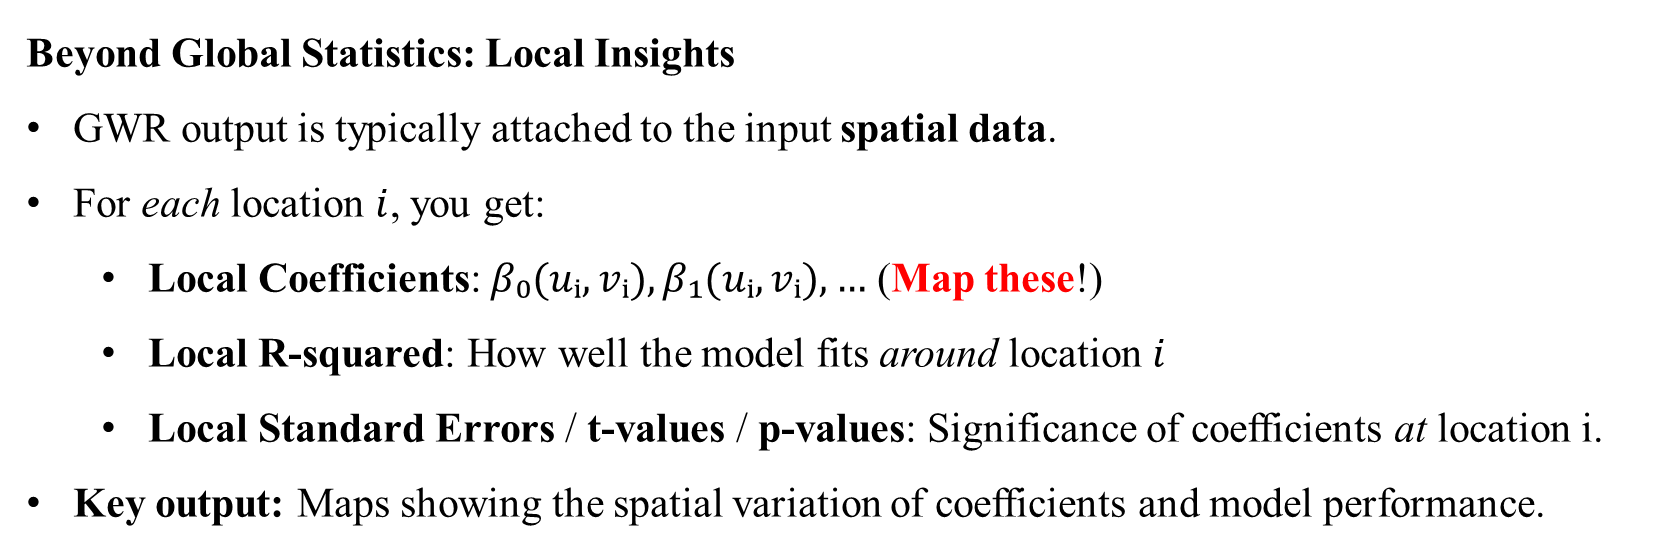 Beyond Global Statistics: Local Insights
• GWR output is typically attached to the input spatial data.
• For each location i, you get:
• Local Coefficients: β₀(uᵢ, vᵢ), β₁(uᵢ, vᵢ), … (Map these!)
• Local R-squared: How well the model fits around location i
• Local Standard Errors / t-values / p-values: Significance of coefficients at location i.
• Key output: Maps showing the spatial variation of coefficients and model performance.